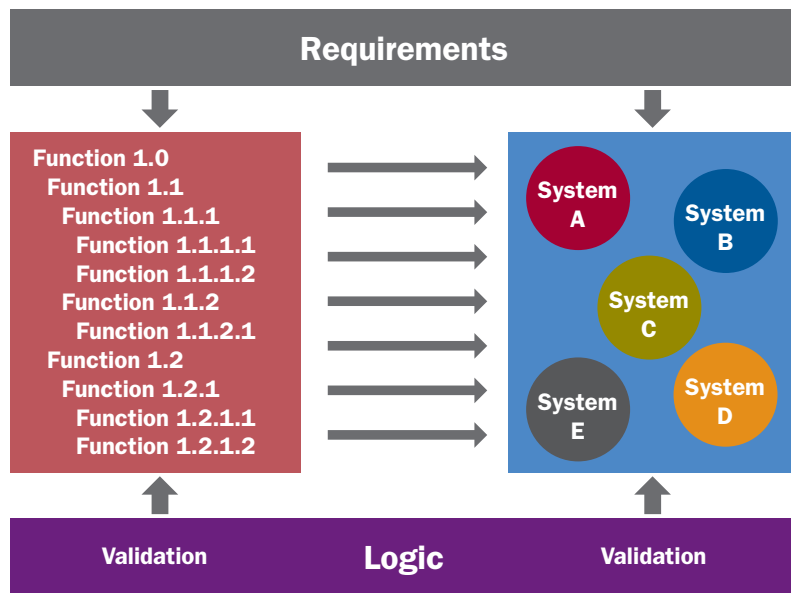 Requirements
Function 1.0
Function 1.1
Function 1.1.1
Function 1.1.1.1
Function 1.1.1.2
Function 1.1.2
Function 1.1.2.1
Function 1.2
Function 1.2.1
Function 1.2.1.1
Function 1.2.1.2
System
A
System
B
System
C
System
D
System
E
Validation
Logic
Validation